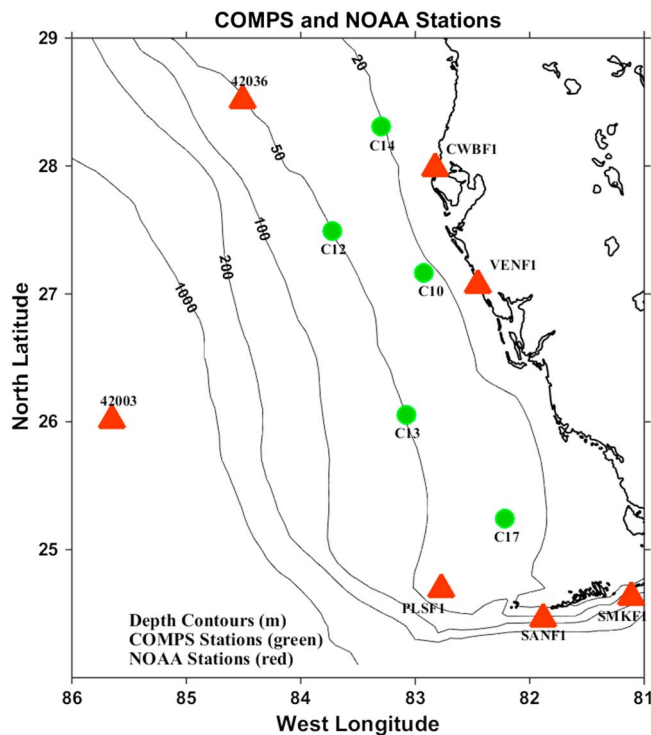 COMPS and NOAA Stations
29
28
27
26
25
North Latitude
86
85
84
83
82
81
West Longitude
42036
20
C14
CWBF1
50
C12
100
C10
VENF1
200
1000
42003
C13
C17
PLSF1
SANF1
SMKF1
Depth Contours (m)
COMPS Stations (green)
NOAA Stations (red)